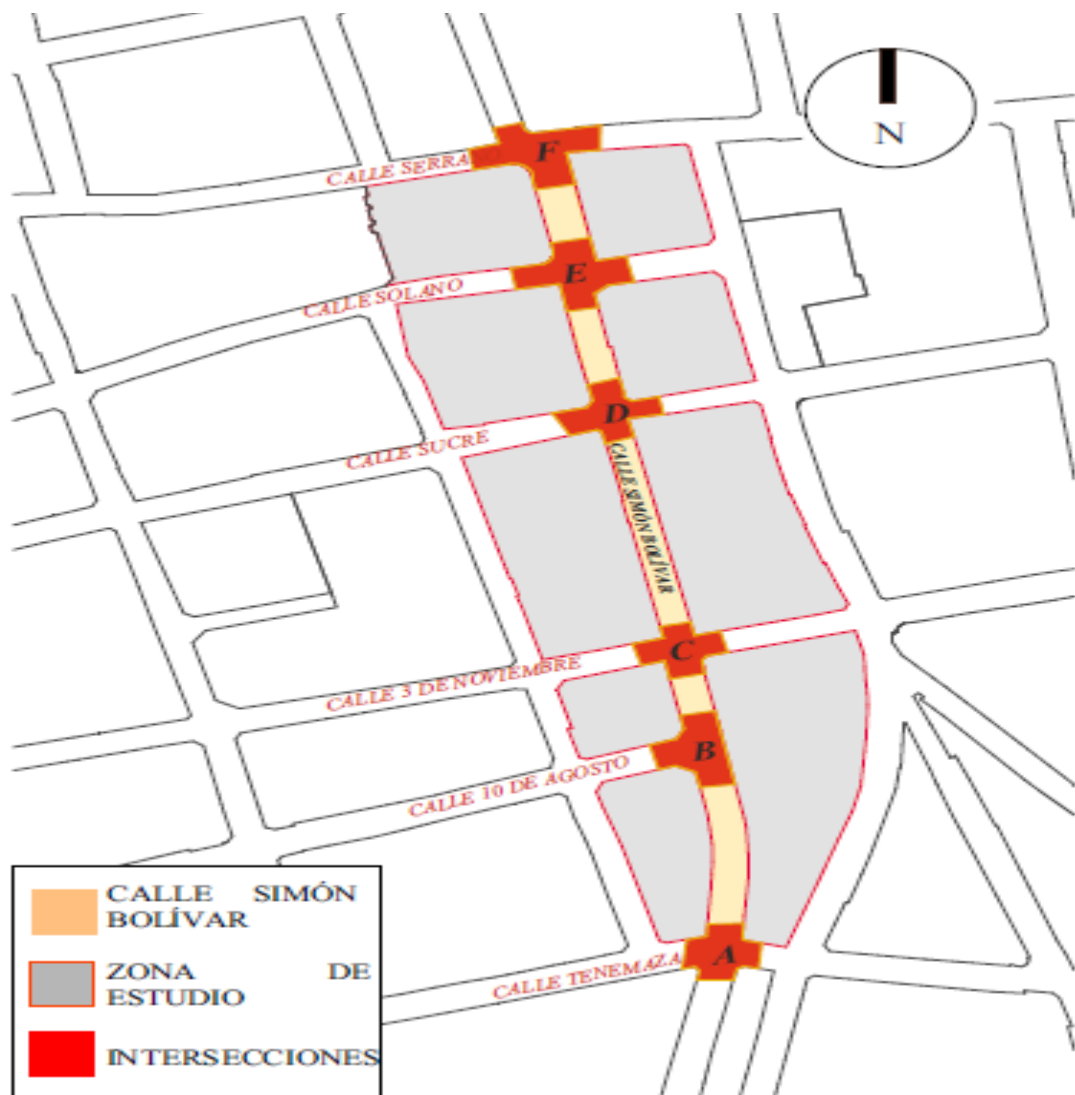 N
F
CALLE SERRANO
E
CALLE SOLANO
D
CALLE SUCRE
CALLE SIMÓN BOLÍVAR
C
CALLE 3 DE NOVIEMBRE
B
CALLE 10 DE AGOSTO
A
CALLE TENEMAZA
CALLE SIMÓN
BOLÍVAR
ZONA DE
ESTUDIO
INTERSECCIONES